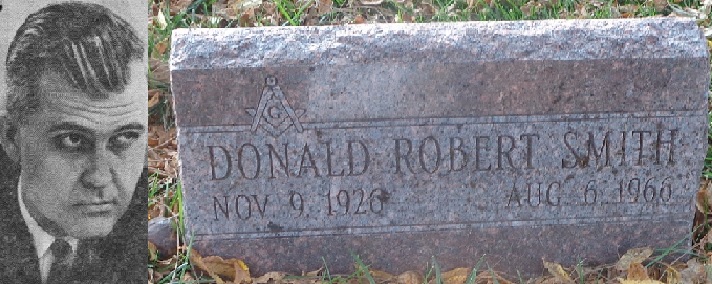 G
DONALD ROBERT SMITH
NOV 9 1926 AUG 6 1966